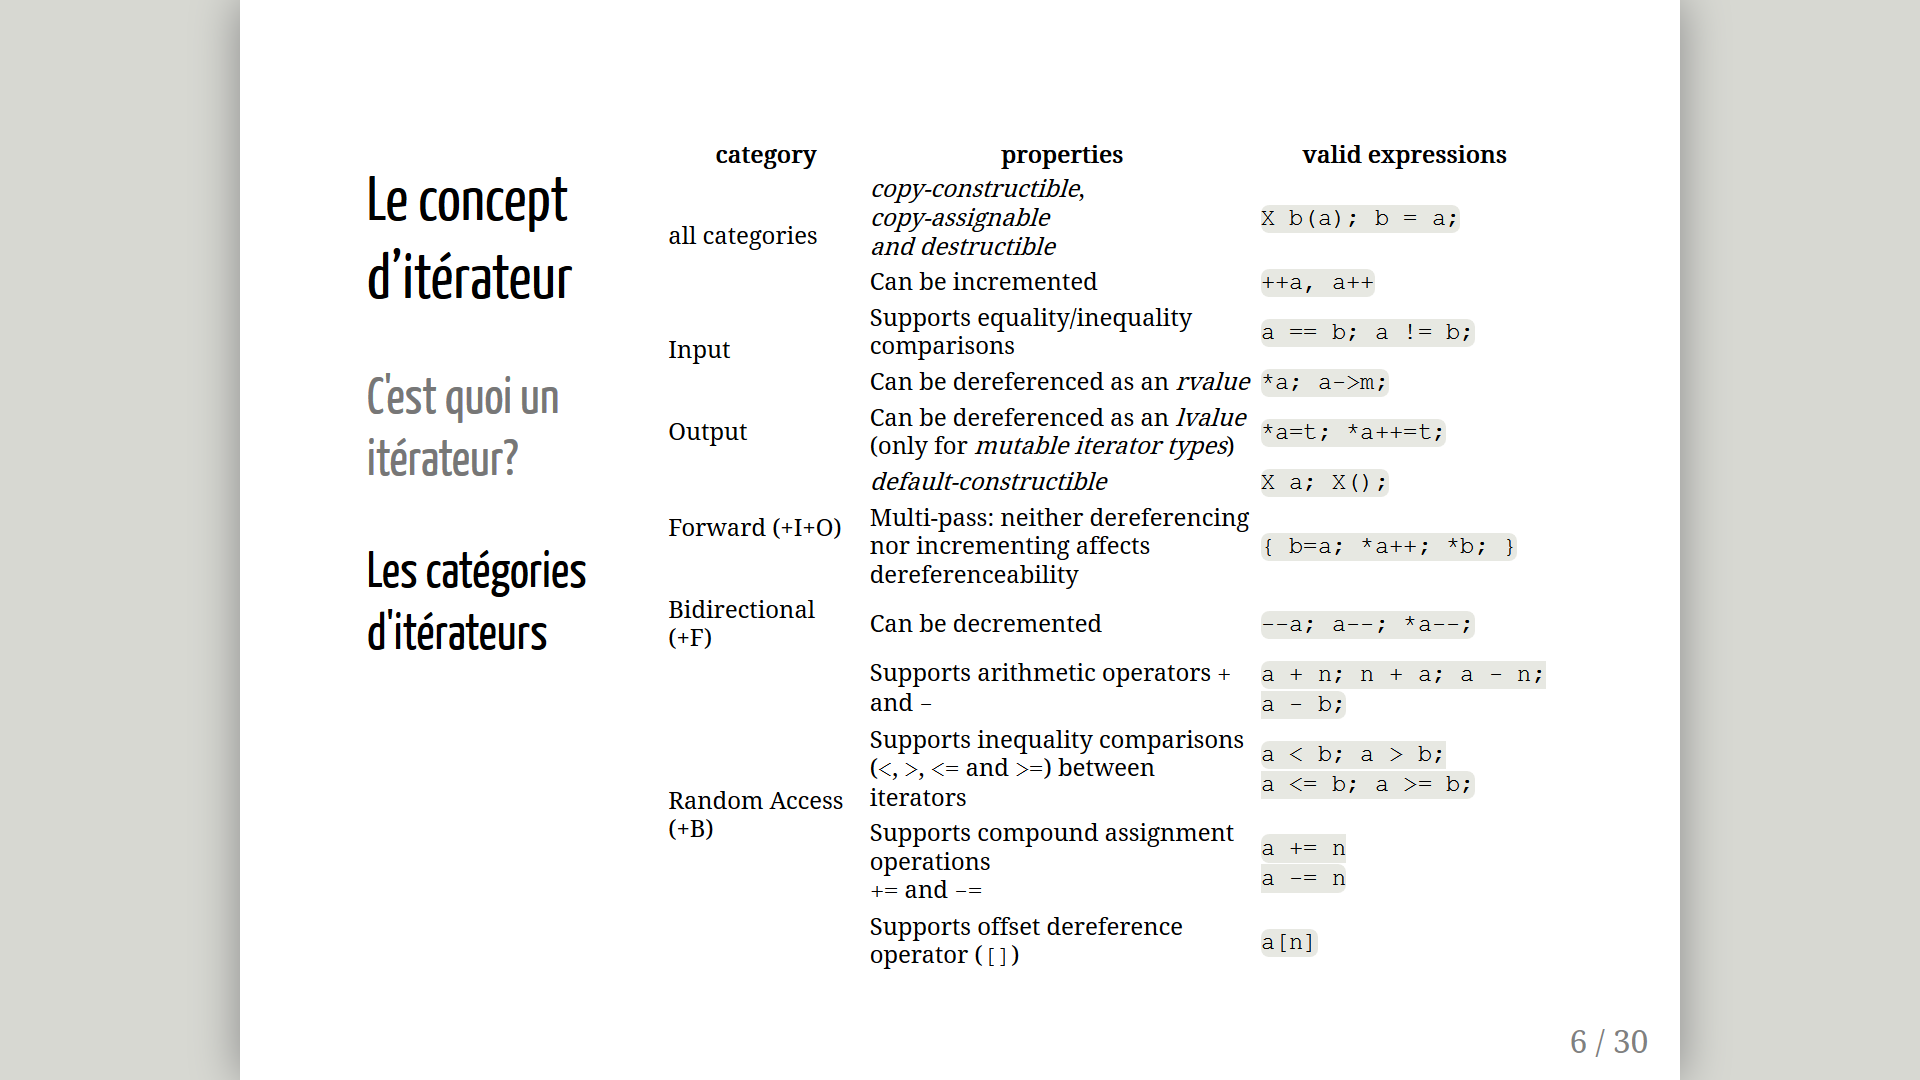 Le concept
d’itérateur
C'est quoi un
itérateur?
Les catégories
d'itérateurs
category properties valid expressions
all categories
copy-constructible,
copy-assignable
and destructible
X b(a); b = a;
Can be incremented
++a, a++
Input
Supports equality/inequality
comparisons
a == b; a != b;
Can be dereferenced as an rvalue
*a; a->m;
Output
Can be dereferenced as an lvalue
(only for mutable iterator types)
*a=t; *a++=t;
Forward (+I+O)
default-constructible
X a; X();
Multi-pass: neither dereferencing
nor incrementing affects
dereferenceability
{ b=a; *a++; *b; }
Bidirectional
(+F)
Can be decremented
--a; a--; *a--;
Random Access
(+B)
Supports arithmetic operators +
and -
a + n; n + a; a - n;
a - b;
Supports inequality comparisons
(<, >, <= and >=) between
iterators
a < b; a > b;
a <= b; a >= b;
Supports compound assignment
operations
+= and -=
a += n
a -= n
Supports offset dereference
operator ([])
a[n]
6 / 30